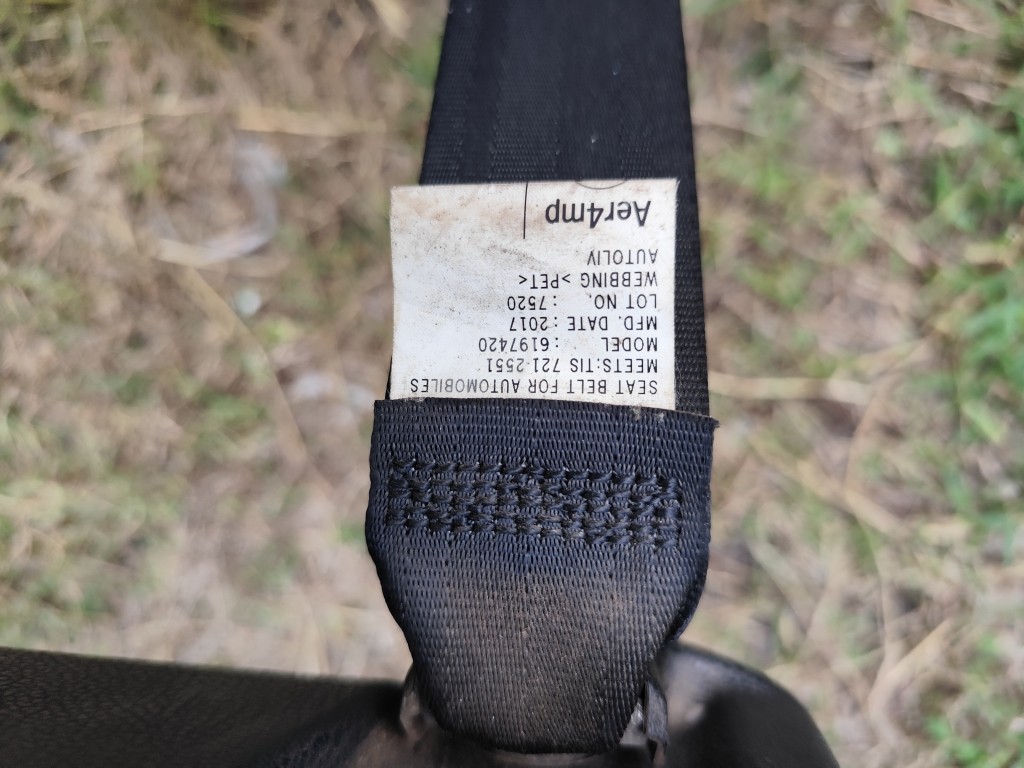 SEAT BELT FOR AUTOMOBILES
MEETS:TIS 721-2551
MODEL : 6197420
MFD. DATE : 2017
LOT NO. : 7520
WEBBING >PET<
AUTOLIV
Aer4mp